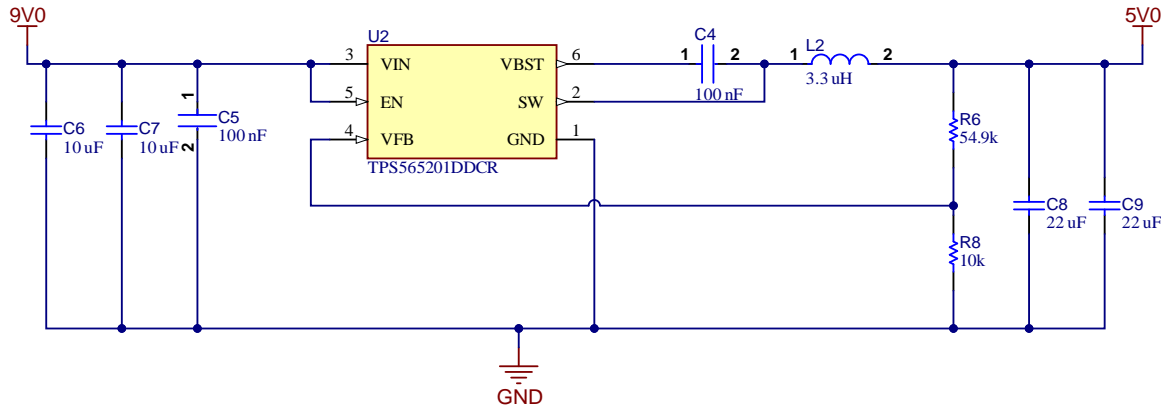 9V0
5V0
U2
C4
L2
3
VIN
VBST
6
1
2
1
2
3.3 uH
100 nF
5
EN
SW
2
4
VFB
GND
1
TPS565201DDCR
C6
10 uF
C7
10 uF
1
C5
100 nF
2
R6
54.9k
R8
10k
C8
22 uF
C9
22 uF
GND